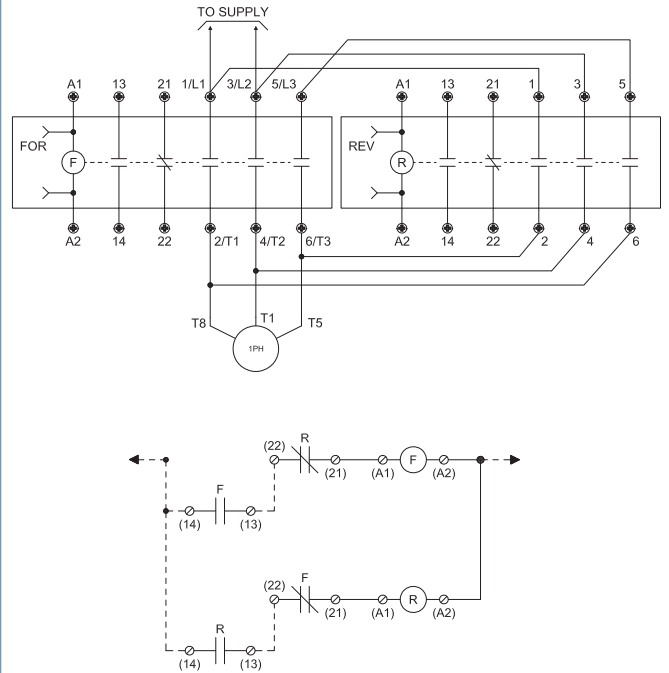 TO SUPPLY
A1 13 21 1/L1 3/L2 5/L3 A1 13 21 1 3 5
FOR REV
F R
A2 14 22 2/T1 4/T2 6/T3 A2 14 22 2 4 6
T8 T1 T5
1PH
R
(22)
F
(21) (A1) (A2)
F
(14) (13)
F
(22)
R
(21) (A1) (A2)
R
(14) (13)